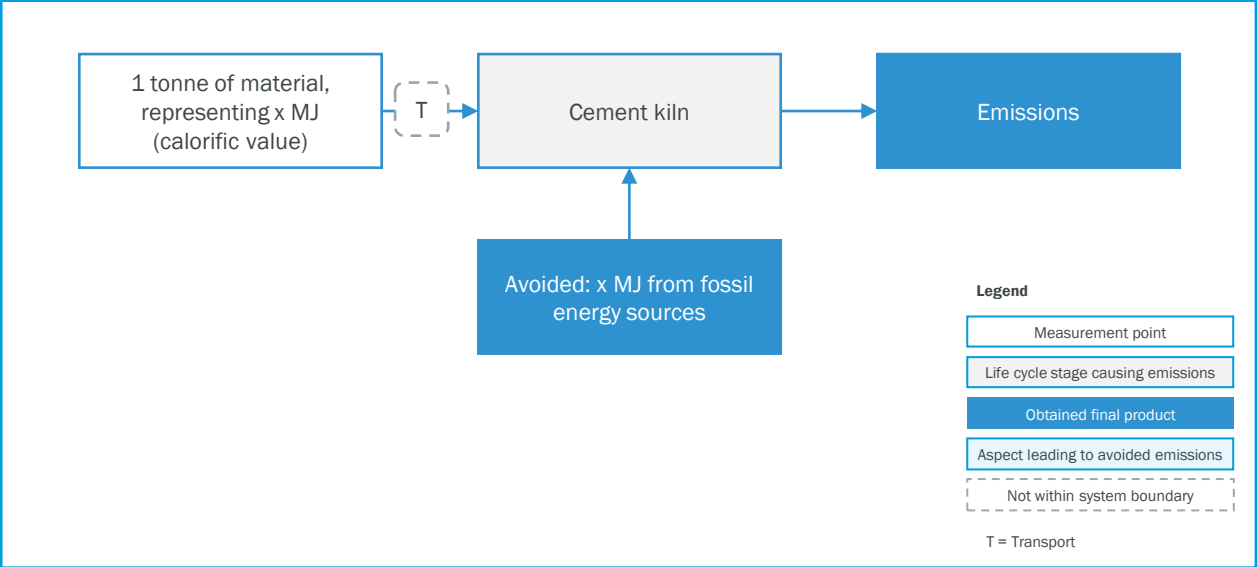 1 tonne of material,
representing x MJ
(calorific value)
T
Cement kiln
Emissions
Avoided: x MJ from fossil
energy sources
Legend
Measurement point
Life cycle stage causing emissions
Obtained final product
Aspect leading to avoided emissions
Not within system boundary
T = Transport